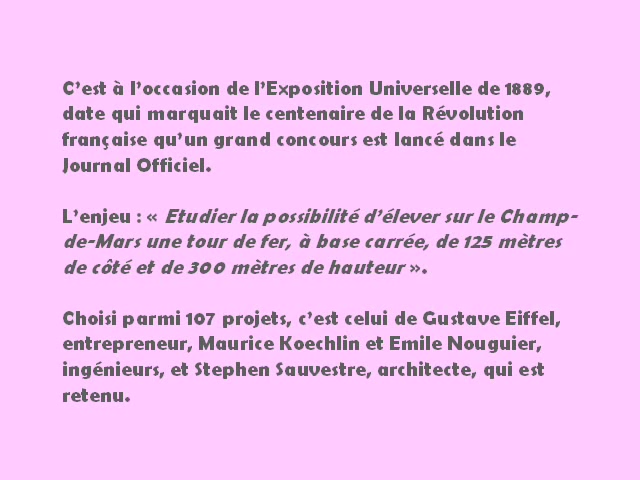 C'est à l'occasion de l'Exposition Universelle de 1889,
date qui marquait le centenaire de la Révolution
française qu'un grand concours est lancé dans le
Journal Officiel.
L'enjeu : « Etudier la possibilité d'élever sur le Champ-
de-Mars une tour de fer, à base carrée, de 125 mètres
de côté et de 300 mètres de hauteur ».
Choisi parmi 107 projets, c'est celui de Gustave Eiffel,
entrepreneur, Maurice Koechlin et Emile Nouguier,
ingénieurs, et Stephen Sauvestre, architecte, qui est
retenu.